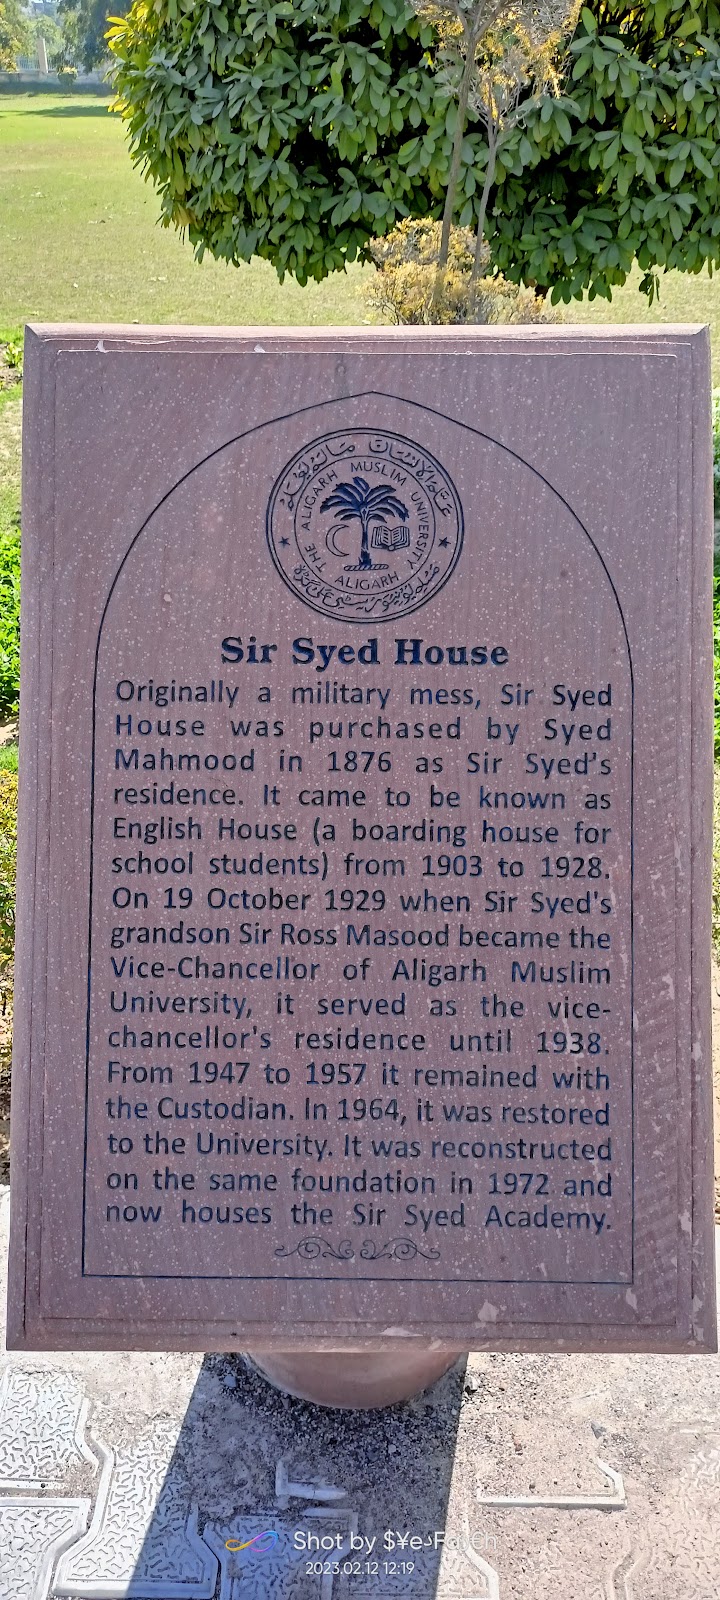 علم الانسان مالم يعلم
THE ALIGARH MUSLIM UNIVERSITY
ALIGARH
Sir Syed House
Originally a military mess, Sir Syed
House was purchased by Syed
Mahmood in 1876 as Sir Syed's
residence. It came to be known as
English House (a boarding house for
school students) from 1903 to 1928.
On 19 October 1929 when Sir Syed's
grandson Sir Ross Masood became the
Vice-Chancellor of Aligarh Muslim
University, it served as the vice-
chancellor's residence until 1938.
From 1947 to 1957 it remained with
the Custodian. In 1964, it was restored
to the University. It was reconstructed
on the same foundation in 1972 and
now houses the Sir Syed Academy.
Shot by
2023.02.12 12:19